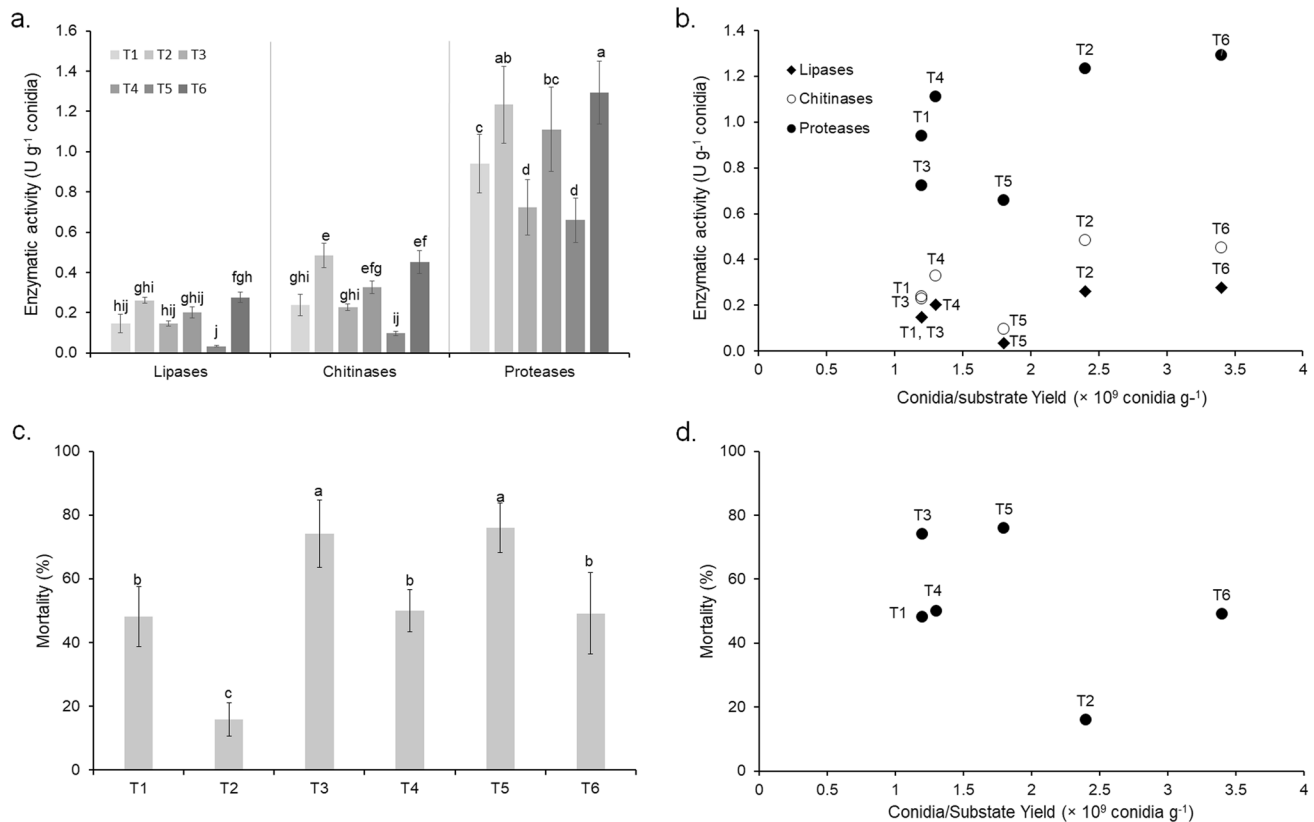 a.
Enzymatic activity (U g⁻¹ conidia)
1.6
1.4
1.2
1.0
0.8
0.6
0.4
0.2
0.0
T1 T2 T3
T4 T5 T6
hij ghi hij ghij j fgh
ghi e ghi efg ij ef
c ab d bc d a
Lipases Chitinases Proteases
b.
Enzymatic activity (U g-¹ conidia)
1.4
1.2
1.0
0.8
0.6
0.4
0.2
0.0
Lipases
Chitinases
Proteases
T4
T1
T3
T5
T2
T6
T4
T1
T3
T5
T2
T6
T4
T1, T3
T5
T2
T6
0 0.5 1 1.5 2 2.5 3 3.5 4
Conidia/substrate Yield (× 10⁹ conidia g-¹)
c.
Mortality (%)
100
80
60
40
20
0
b c a b a b
T1 T2 T3 T4 T5 T6
d.
Mortality (%)
100
80
60
40
20
0
T3
T5
T1
T4
T6
T2
0 0.5 1 1.5 2 2.5 3 3.5 4
Conidia/Substate Yield (× 10⁹ conidia g-¹)